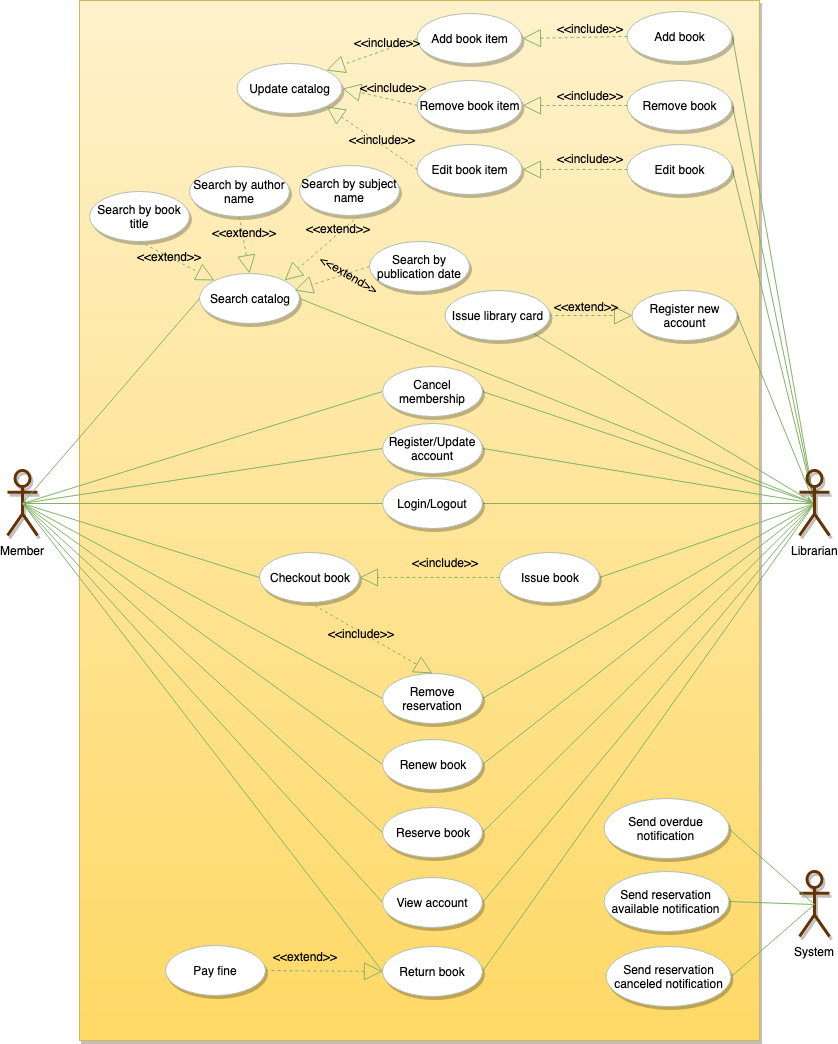 <<include>>
Add book item
<<include>>
Add book
Update catalog
<<include>>
Remove book item
<<include>>
Remove book
<<include>>
Edit book item
<<include>>
Edit book
Search by author
name
Search by subject
name
Search by book
title
<<extend>>
<<extend>>
<<extend>>
Search by
publication date
<<extend>>
Search catalog
Issue library card
<<extend>>
Register new
account
Cancel
membership
Register/Update
account
Login/Logout
Member
Librarian
Checkout book
<<include>>
Issue book
<<include>>
Remove
reservation
Renew book
Reserve book
Send overdue
notification
View account
Send reservation
available notification
System
Pay fine
<<extend>>
Return book
Send reservation
canceled notification